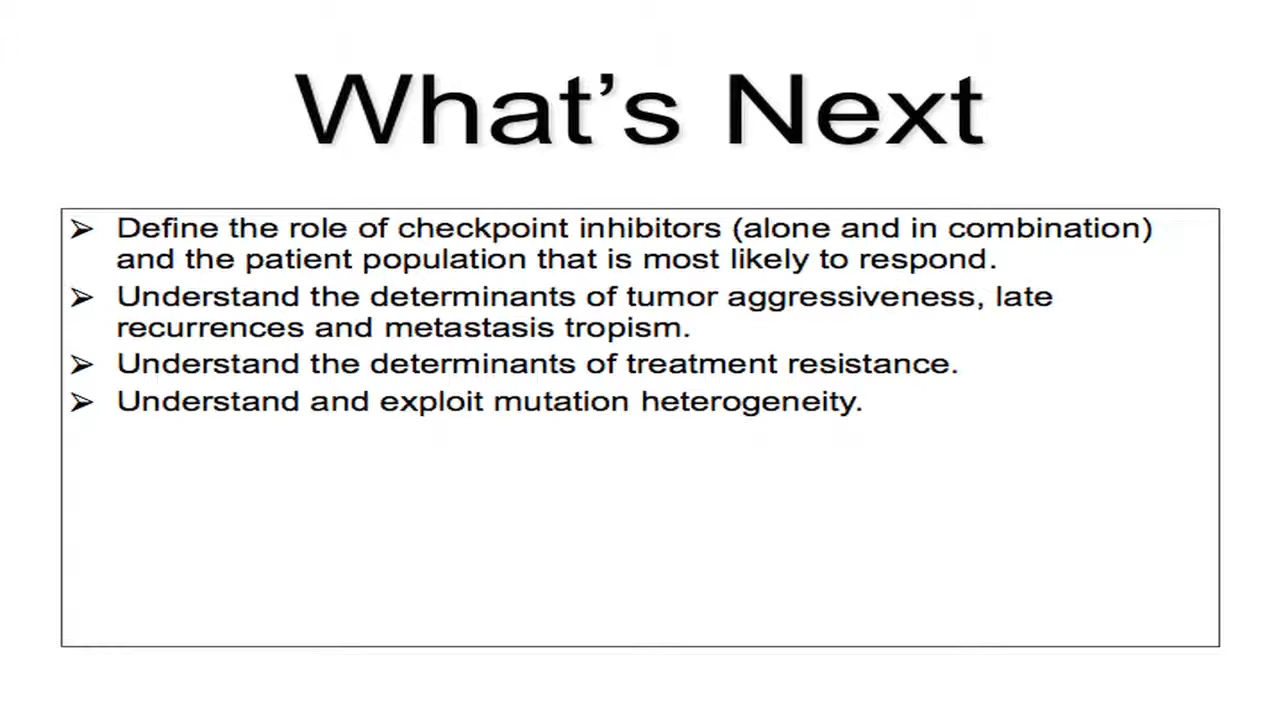 What’s Next
➢ Define the role of checkpoint inhibitors (alone and in combination)
and the patient population that is most likely to respond.
➢ Understand the determinants of tumor aggressiveness, late
recurrences and metastasis tropism.
➢ Understand the determinants of treatment resistance.
➢ Understand and exploit mutation heterogeneity.